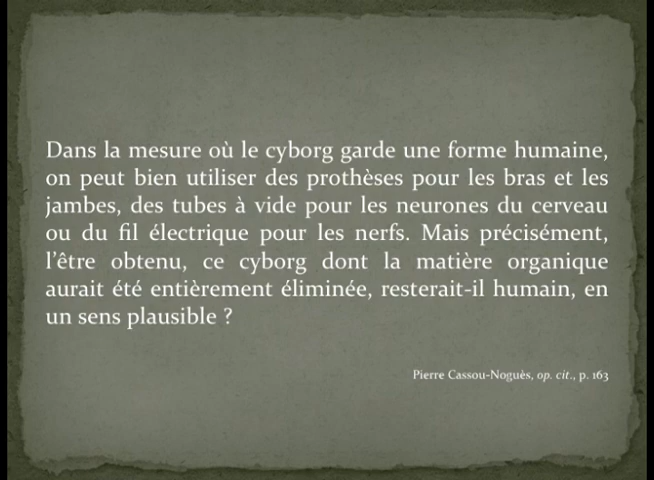 Dans la mesure où le cyborg garde une forme humaine,
on peut bien utiliser des prothèses pour les bras et les
jambes, des tubes à vide pour les neurones du cerveau
ou du fil électrique pour les nerfs. Mais précisément,
l’être obtenu, ce cyborg dont la matière organique
aurait été entièrement éliminée, resterait-il humain, en
un sens plausible ?
Pierre Cassou-Noguès, op. cit., p. 163